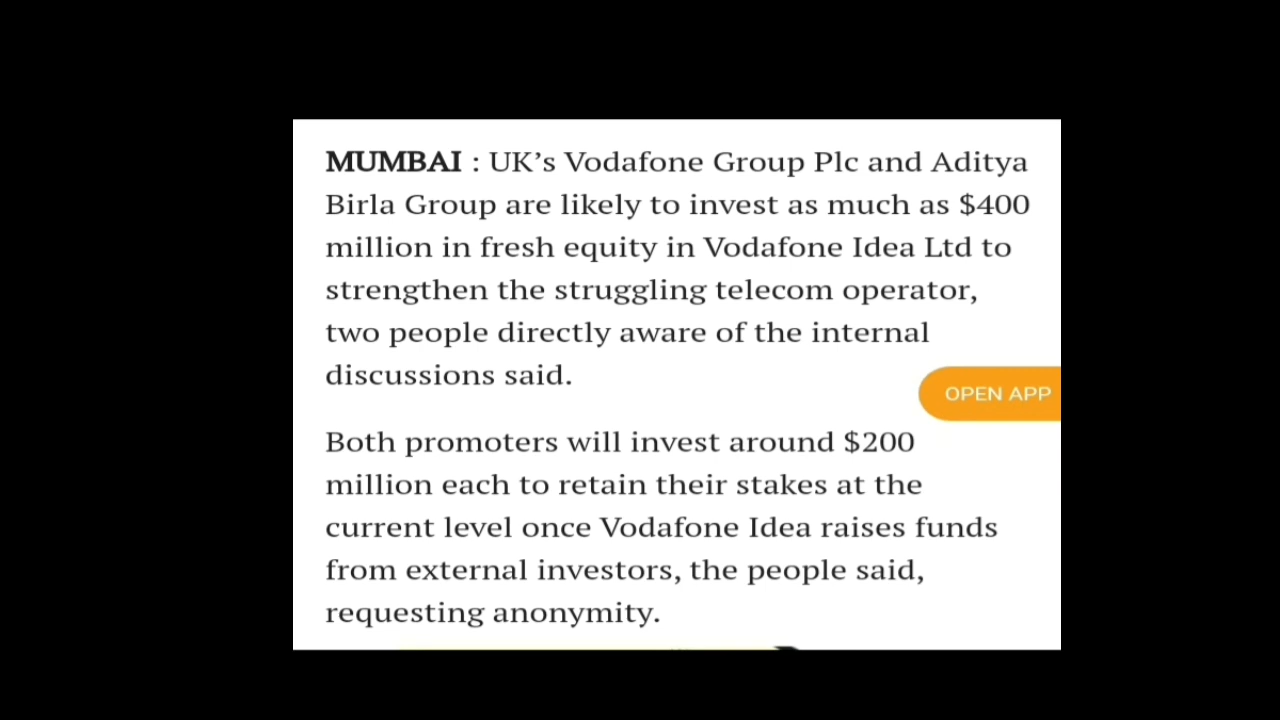 MUMBAI : UK’s Vodafone Group Plc and Aditya
Birla Group are likely to invest as much as $400
million in fresh equity in Vodafone Idea Ltd to
strengthen the struggling telecom operator,
two people directly aware of the internal
discussions said.
OPEN APP
Both promoters will invest around $200
million each to retain their stakes at the
current level once Vodafone Idea raises funds
from external investors, the people said,
requesting anonymity.